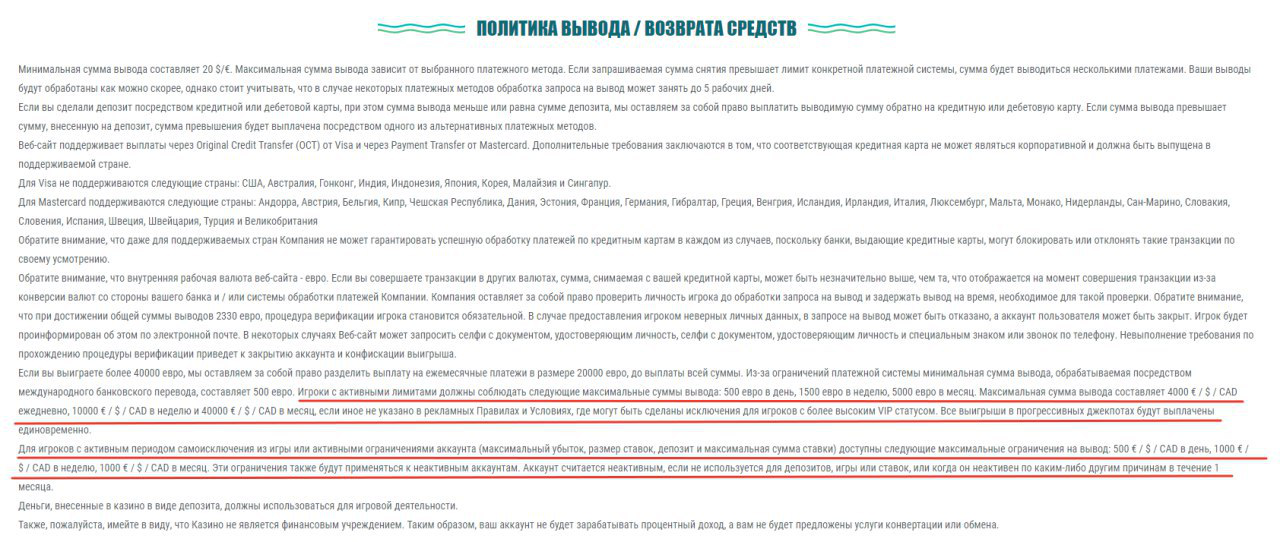 ПОЛИТИКА ВЫВОДА / ВОЗВРАТА СРЕДСТВ
Минимальная сумма вывода составляет 20 $/€. Максимальная сумма вывода зависит от выбранного платежного метода. Если запрашиваемая сумма снятия превышает лимит конкретной платежной системы, сумма будет выводиться несколькими платежами. Ваши выводы
будут обработаны как можно скорее, однако стоит учитывать, что в случае некоторых платежных методов обработка запроса на вывод может занять до 5 рабочих дней.
Если вы сделали депозит посредством кредитной или дебетовой карты, при этом сумма вывода меньше или равна сумме депозита, мы оставляем за собой право выплатить выводимую сумму обратно на кредитную или дебетовую карту. Если сумма вывода превышает
сумму, внесенную на депозит, сумма превышения будет выплачена посредством одного из альтернативных платежных методов.
Веб-сайт поддерживает выплаты через Original Credit Transfer (OCT) от Visa и через Payment Transfer от Mastercard. Дополнительные требования заключаются в том, что соответствующая кредитная карта не может являться корпоративной и должна быть выпущена в
поддерживаемой стране.
Для Visa не поддерживаются следующие страны: США, Австралия, Гонконг, Индия, Индонезия, Япония, Корея, Малайзия и Сингапур.
Для Mastercard поддерживаются следующие страны: Андорра, Австрия, Бельгия, Кипр, Чешская Республика, Дания, Эстония, Франция, Германия, Гибралтар, Греция, Венгрия, Исландия, Ирландия, Италия, Люксембург, Мальта, Монако, Нидерланды, Сан-Марино, Словакия,
Словения, Испания, Швеция, Швейцария, Турция и Великобритания
Обратите внимание, что даже для поддерживаемых стран Компания не может гарантировать успешную обработку платежей по кредитным картам в каждом из случаев, поскольку банки, выдающие кредитные карты, могут блокировать или отклонять такие транзакции по
своему усмотрению.
Обратите внимание, что внутренняя рабочая валюта веб-сайта - евро. Если вы совершаете транзакции в других валютах, сумма, снимаемая с вашей кредитной карты, может быть незначительно выше, чем та, что отображается на момент совершения транзакции из-за
конверсии валют со стороны вашего банка и / или системы обработки платежей Компании. Компания оставляет за собой право проверить личность игрока до обработки запроса на вывод и задержать вывод на время, необходимое для такой проверки. Обратите внимание,
что при достижении общей суммы выводов 2330 евро, процедура верификации игрока становится обязательной. В случае предоставления игроком неверных личных данных, в запросе на вывод может быть отказано, а аккаунт пользователя может быть закрыт. Игрок будет
проинформирован об этом по электронной почте. В некоторых случаях Веб-сайт может запросить селфи с документом, удостоверяющим личность, селфи с документом, удостоверяющим личность и специальным знаком или звонок по телефону. Невыполнение требования по
прохождению процедуры верификации приведет к закрытию аккаунта и конфискации выигрыша.
Если вы выиграете более 40000 евро, мы оставляем за собой право разделить выплату на ежемесячные платежи в размере 20000 евро, до выплаты всей суммы. Из-за ограничений платежной системы минимальная сумма вывода, обрабатываемая посредством
международного банковского перевода, составляет 500 евро. Игроки с активными лимитами должны соблюдать следующие максимальные суммы вывода: 500 евро в день, 1500 евро в неделю, 5000 евро в месяц. Максимальная сумма вывода составляет 4000 € / $ / CAD
ежедневно, 10000 € / $ / CAD в неделю и 40000 € / $ / CAD в месяц, если иное не указано в рекламных Правилах и Условиях, где могут быть сделаны исключения для игроков с более высоким VIP статусом. Все выигрыши в прогрессивных джекпотах будут выплачены
единовременно.
Для игроков с активным периодом самоисключения из игры или активными ограничениями аккаунта (максимальный убыток, размер ставок, депозит и максимальная сумма ставки) доступны следующие максимальные ограничения на вывод: 500 € / $ / CAD в день, 1000 € /
$ / CAD в неделю, 1000 € / $ / CAD в месяц. Эти ограничения также будут применяться к неактивным аккаунтам. Аккаунт считается неактивным, если не используется для депозитов, игры или ставок, или когда он неактивен по каким-либо другим причинам в течение 1
месяца.
Деньги, внесенные в казино в виде депозита, должны использоваться для игровой деятельности.
Также, пожалуйста, имейте в виду, что Казино не является финансовым учреждением. Таким образом, ваш аккаунт не будет зарабатывать процентный доход, а вам не будет предложены услуги конвертации или обмена.